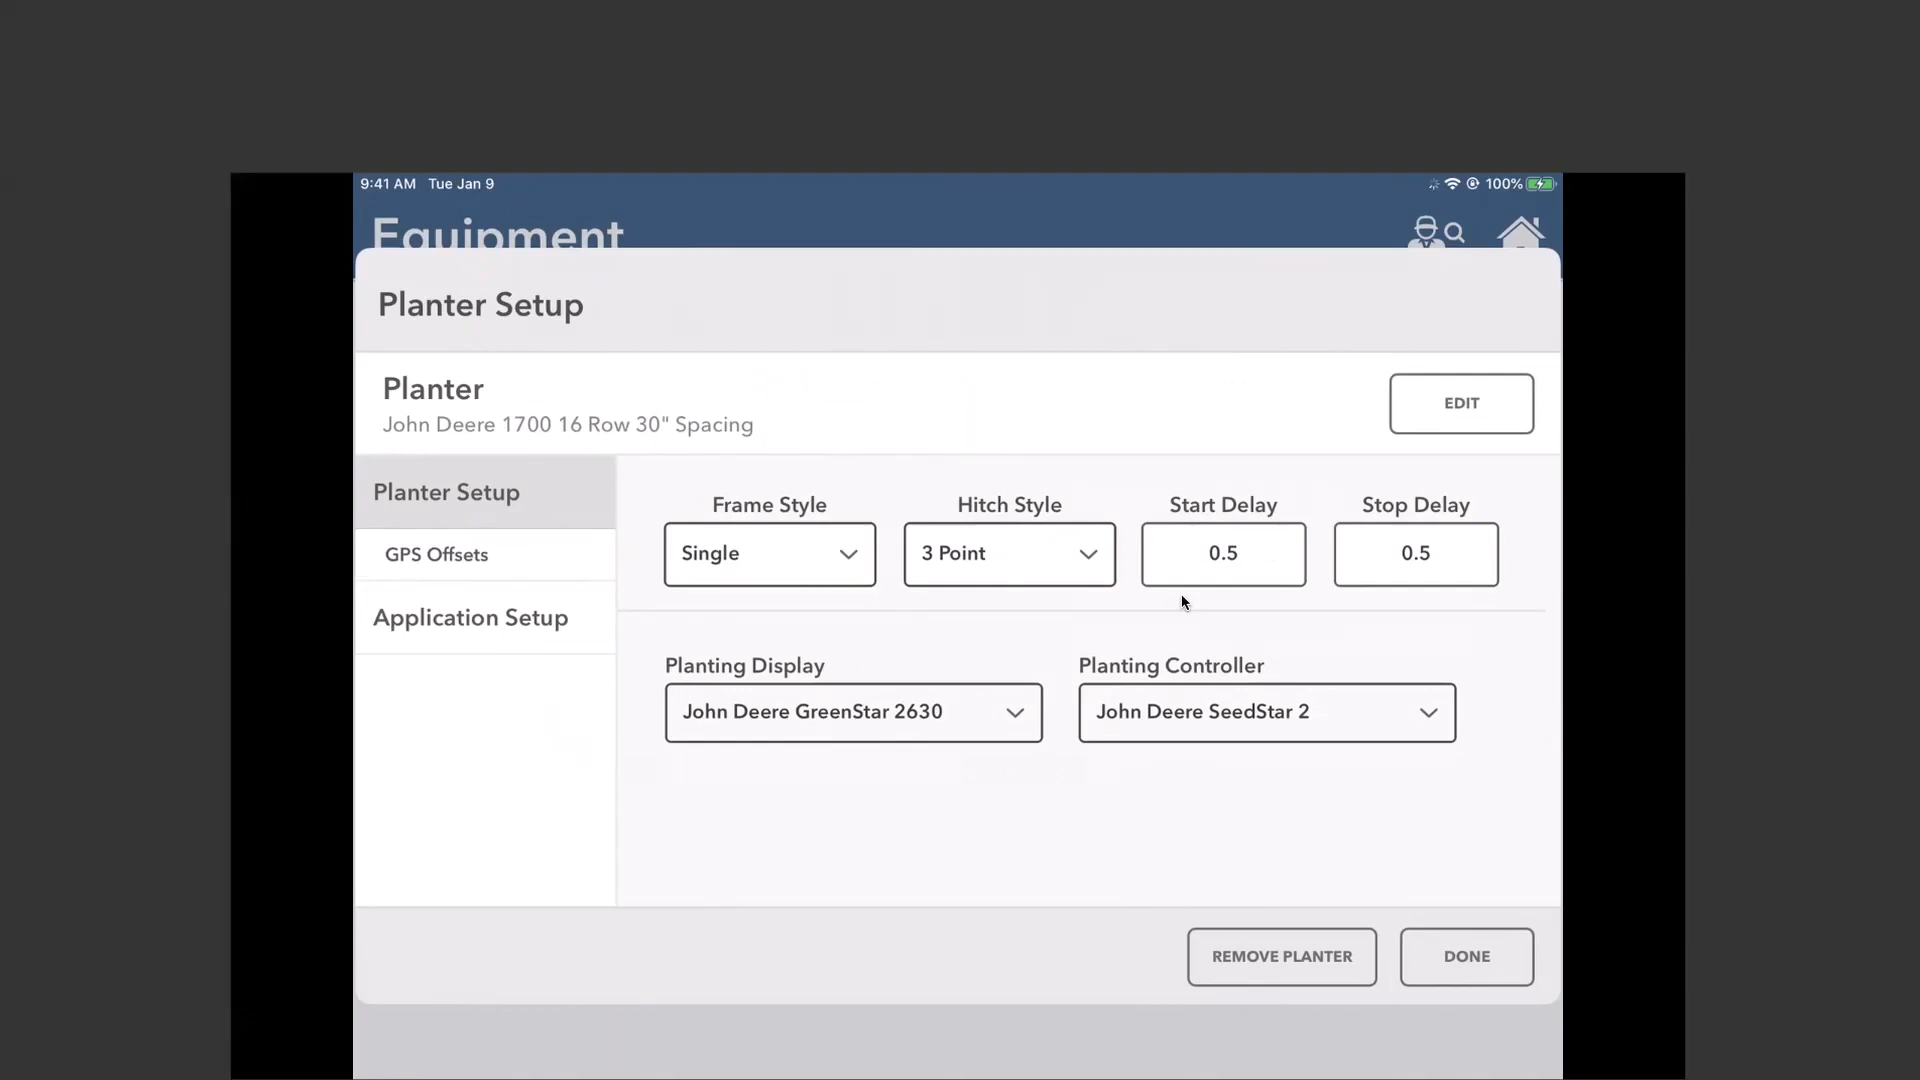 9:41 AM Tue Jan 9 100%
Equipment
Planter Setup
Planter
John Deere 1700 16 Row 30" Spacing
EDIT
Planter Setup
GPS Offsets
Application Setup
Frame Style Hitch Style Start Delay Stop Delay
Single 3 Point 0.5 0.5
Planting Display Planting Controller
John Deere GreenStar 2630 John Deere SeedStar 2
REMOVE PLANTER DONE